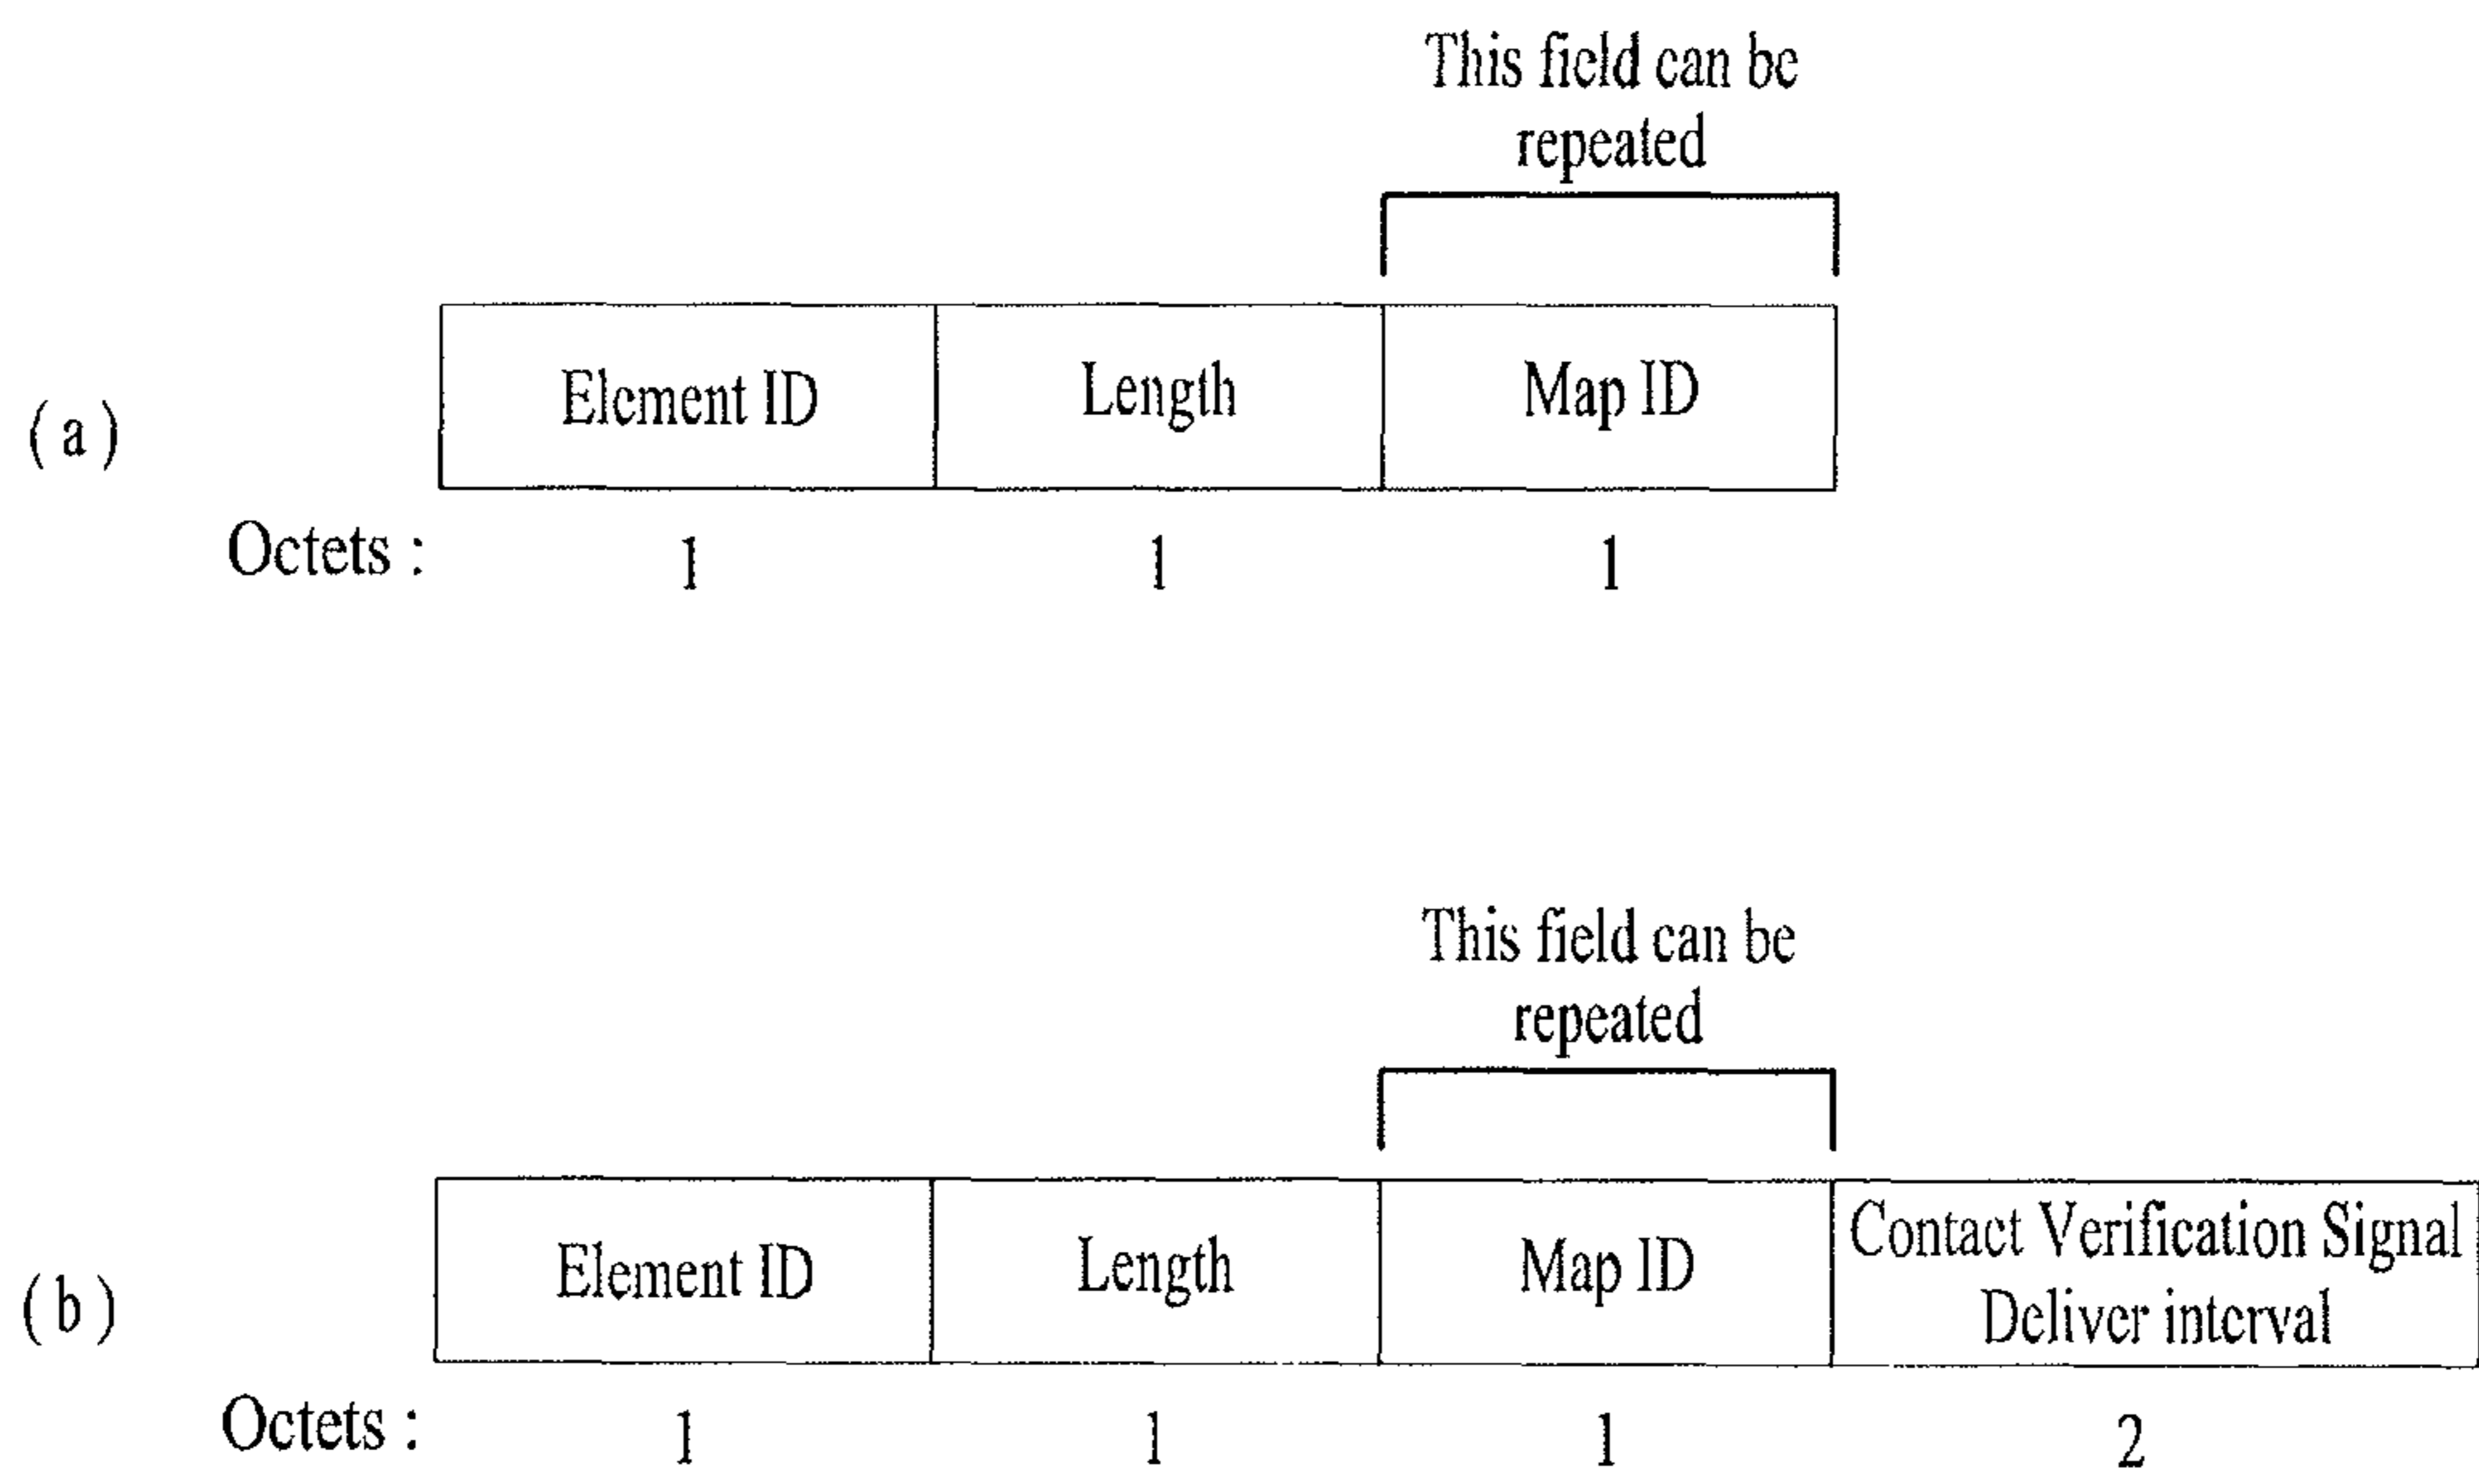 This field can be
repeated
Element ID Length Map ID
(a)
Octets : 1 1 1
This field can be
repeated
Contact Verification Signal
Element ID Length Map ID
Deliver interval
(b)
Octets : 1 1 1 2